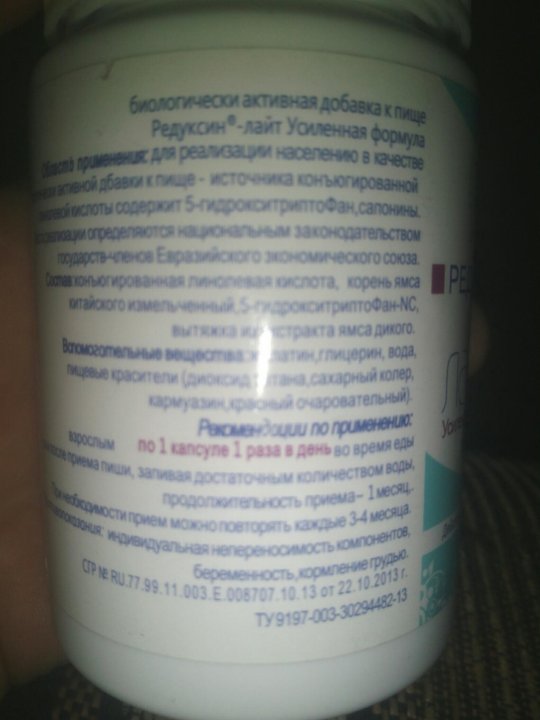 биологически активная добавка к пище
Редуксин®-лайт Усиленная формула
Область применения: для реализации населению в качестве
активной дбавки к пище - источника конъюгированной
кислоты содержит 5-гидрокситриптоФан,сапонины.
определяются национальным законодательством
государств-членов Евразийского экономического союза.
Состав:конъюгированная линолевая кислота, корень ямса
китайского измельченный,5-гидрокситриптоФан-NC,
вытяжка из экстракта ямса дикого.
Вспомогательные вещества: желатин,глицерин, вода,
пищевые красители (диоксид титана,сахарный колер,
кармуазин,красный очаровательный).
Рекомендации по применению:
взрослым по 1 капсуле 1 раза в день во время еды
после приема пищи, запивая достаточным количеством воды,
продолжительность приема– 1 месяц,.
При необходимости прием можно повторять каждые 3-4 месяца.
индивидуальная непереносимость компонентов,
беременность,кормление грудью.
СГР № RU.77.99.11.003.Е.008707.10.13 от 22.10.2013 г.
ТУ 9197-003-30294482-13